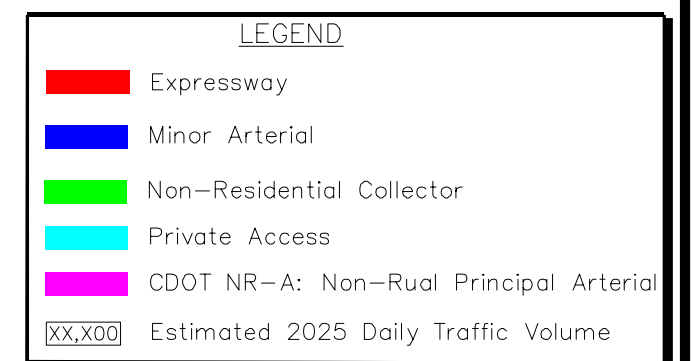 LEGEND
Expressway
Minor Arterial
Non-Residential Collector
Private Access
CDOT NR-A: Non-Rual Principal Arterial
XX,X00 Estimated 2025 Daily Traffic Volume